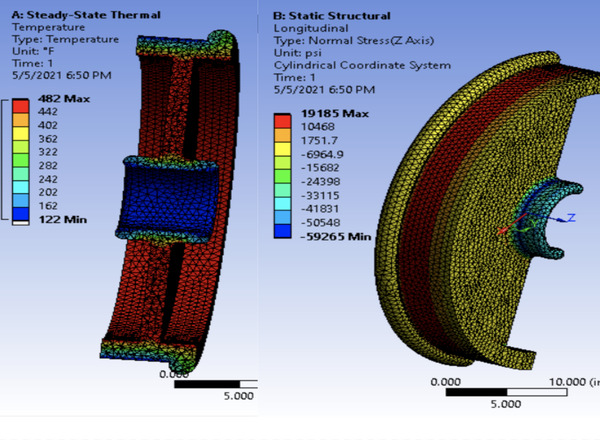 A: Steady-State Thermal
Temperature
Type: Temperature
Unit: °F
Time: 1
5/5/2021 6:50 PM
482 Max
442
402
362
322
282
242
202
162
122 Min
0.000
5.000
B: Static Structural
Longitudinal
Type: Normal Stress(Z Axis)
Unit: psi
Cylindrical Coordinate System
Time: 1
5/5/2021 6:50 PM
19185 Max
10468
1751.7
-6964.9
-15682
-24398
-33115
-41831
-50548
-59265 Min
Z
0.000
10.000 (in
5.000